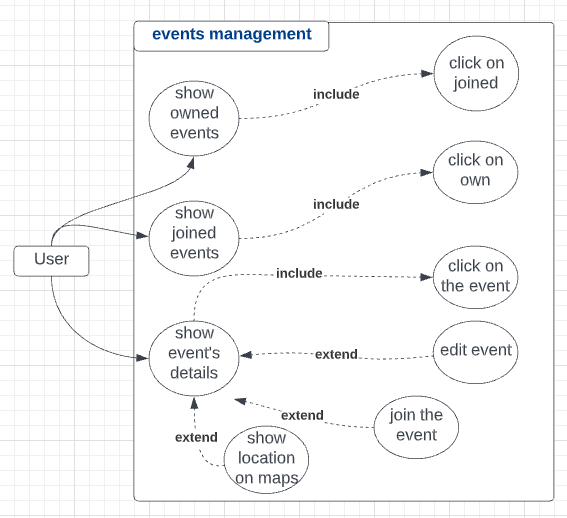 events management
click on
joined
include
show
owned
events
click on
own
include
show
joined
events
User
include
click on
the event
show
event's
details
extend
edit event
extend
join the
event
extend
show
location
on maps